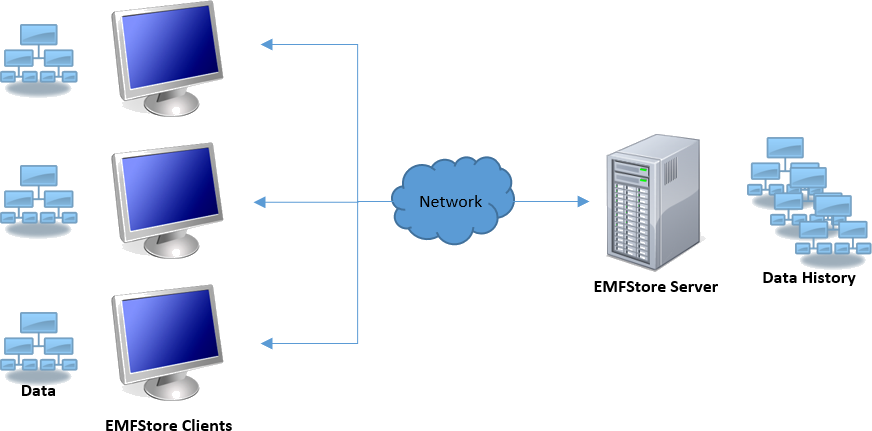 Network
EMFStore Server
Data History
Data
EMFStore Clients